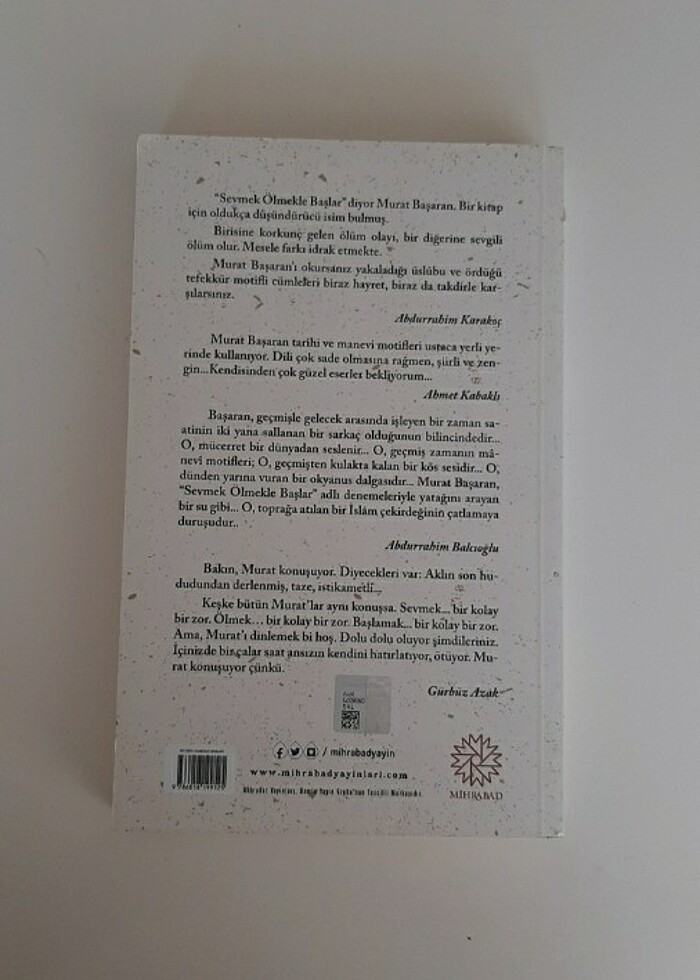 "Sevmek Ölmekle Başlar" diyor Murat Başaran. Bir kitap
için oldukça düşündürücü isim bulmuş.
Birisine korkunç gelen ölüm olayı, bir diğerine sevgili
ölüm olur. Mesele farkı idrak etmekte.
Murat Başaran'ı okursanız yakaladığı üslûbu ve ördüğü
tefekkür motifli cümleleri biraz hayret, biraz da takdirle kar-
şılarsınız.
Abdurrahim Karakoç
Murat Başaran tarihi ve manevi motifleri ustaca yerli ye-
rinde kullanıyor. Dili çok sade olmasına rağmen, şiirli ve zen-
gin...Kendisinden çok güzel eserler bekliyorum...
Ahmet Kabaklı
Başaran, geçmişle gelecek arasında işleyen bir zaman sa-
atinin iki yana sallanan bir sarkaç olduğunun bilincindedir...
O, mücerret bir dünyadan seslenir... O, geçmiş zamanın mâ-
nevî motifleri; O, geçmişten kulakta kalan bir kös sesidir... O,
dünden yarına vuran bir okyanus dalgasıdır... Murat Başaran,
"Sevmek Ölmekle Başlar" adlı denemeleriyle yatağını arayan
bir su gibi... O, toprağa atılan bir İslâm çekirdeğinin çatlamaya
duruşudur..
Abdurrahim Balcıoğlu
Bakın, Murat konuşuyor. Diyecekleri var: Aklın son hu-
dudundan derlenmiş, taze, istikametli...
Keşke bütün Murat'lar aynı konuşsa. Sevmek... bir kolay
bir zor. Ölmek... bir kolay bir zor. Başlamak... bir kolay bir zor.
Ama, Murat'ı dinlemek bi hoş. Dolu dolu oluyor şimdileriniz.
İçinizde bir çalar saat ansızın kendini hatırlatıyor, ötüyor. Mu-
rat konuşuyor çünkü.
Gürbüz Azak
/ mihrabadyayin
www.mihrabadyayinlari.com
MİHRABAD